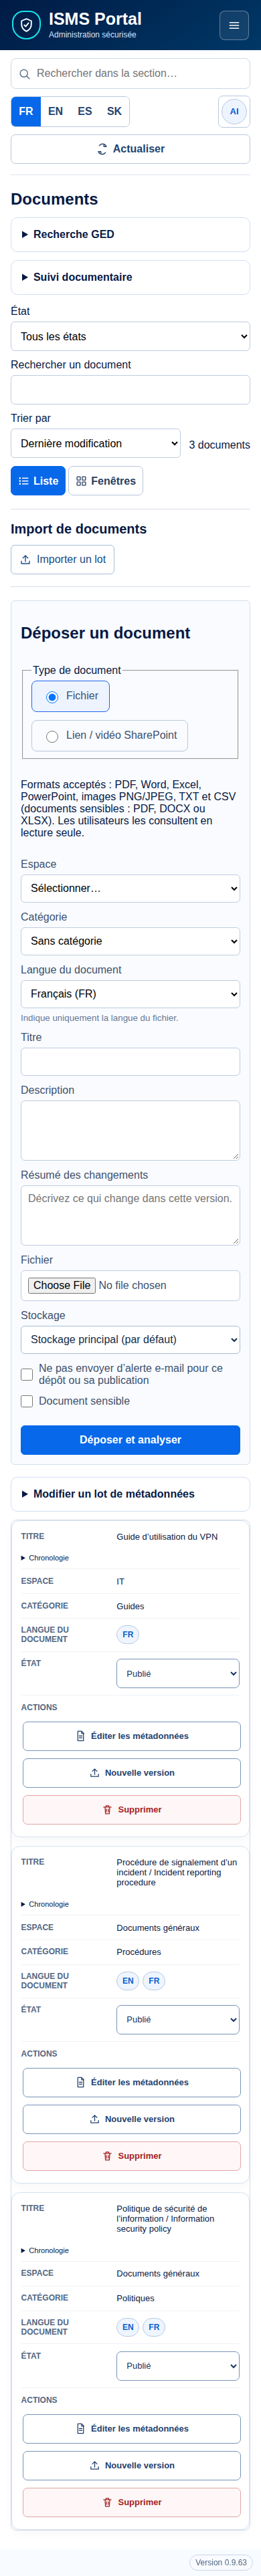 ISMS Portal
Administration sécurisée
Rechercher dans la section…
FR EN ES SK AI
Actualiser
Documents
Recherche GED
Suivi documentaire
État
Tous les états
Rechercher un document
Trier par
Dernière modification 3 documents
Liste Fenêtres
Import de documents
Importer un lot
Déposer un document
Type de document
Fichier
Lien / vidéo SharePoint
Formats acceptés : PDF, Word, Excel,
PowerPoint, images PNG/JPEG, TXT et CSV
(documents sensibles : PDF, DOCX ou
XLSX). Les utilisateurs les consultent en
lecture seule.
Espace
Sélectionner…
Catégorie
Sans catégorie
Langue du document
Français (FR)
Indique uniquement la langue du fichier.
Titre
Description
Résumé des changements
Décrivez ce qui change dans cette version.
Fichier
Choose File No file chosen
Stockage
Stockage principal (par défaut)
Ne pas envoyer d’alerte e-mail pour ce
dépôt ou sa publication
Document sensible
Déposer et analyser
Modifier un lot de métadonnées
TITRE Guide d’utilisation du VPN
Chronologie
ESPACE IT
CATÉGORIE Guides
LANGUE DU
DOCUMENT FR
ÉTAT Publié
ACTIONS
Éditer les métadonnées
Nouvelle version
Supprimer
TITRE Procédure de signalement d’un
incident / Incident reporting
procedure
Chronologie
ESPACE Documents généraux
CATÉGORIE Procédures
LANGUE DU
DOCUMENT EN FR
ÉTAT Publié
ACTIONS
Éditer les métadonnées
Nouvelle version
Supprimer
TITRE Politique de sécurité de
l’information / Information
security policy
Chronologie
ESPACE Documents généraux
CATÉGORIE Politiques
LANGUE DU
DOCUMENT EN FR
ÉTAT Publié
ACTIONS
Éditer les métadonnées
Nouvelle version
Supprimer
Version 0.9.63